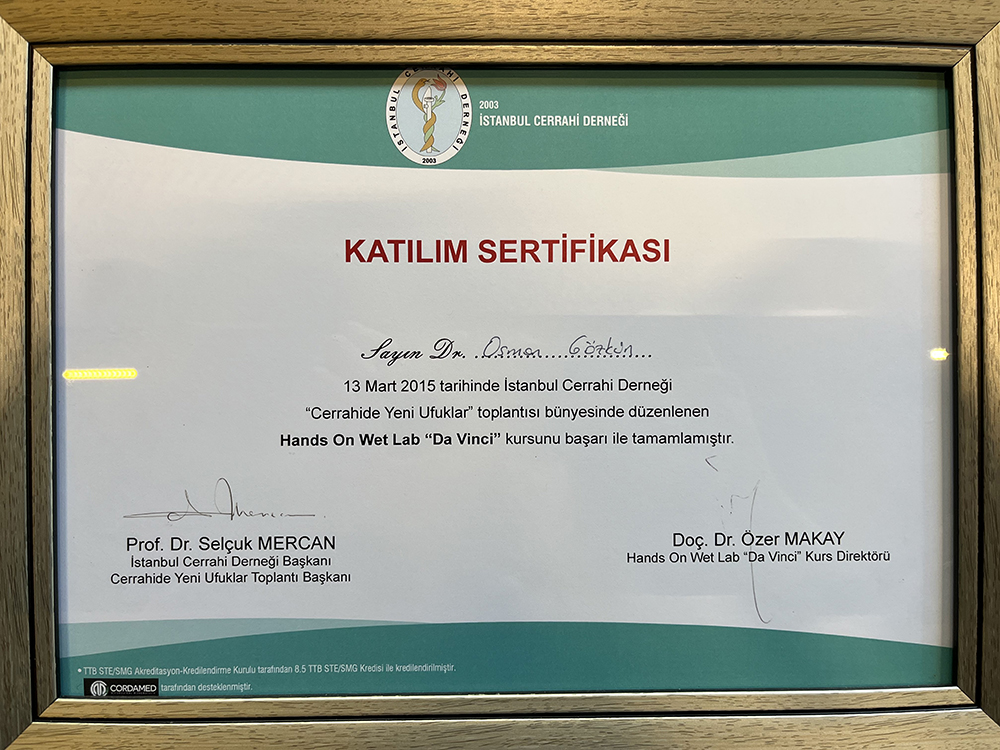 İSTANBUL CERRAHİ DERNEĞİ
2003
2003
İSTANBUL CERRAHİ DERNEĞİ
KATILIM SERTİFİKASI
Sayın Dr. Osman Gözkün
13 Mart 2015 tarihinde İstanbul Cerrahi Derneği
“Cerrahide Yeni Ufuklar” toplantısı bünyesinde düzenlenen
Hands On Wet Lab “Da Vinci” kursunu başarı ile tamamlamıştır.
Prof. Dr. Selçuk MERCAN
İstanbul Cerrahi Derneği Başkanı
Cerrahide Yeni Ufuklar Toplantı Başkanı
Doç. Dr. Özer MAKAY
Hands On Wet Lab “Da Vinci” Kurs Direktörü
• TTB STE/SMG Akreditasyon-Kredilendirme Kurulu tarafından 8.5 TTB STE/SMG Kredisi ile kredilendirilmiştir.
CORDAMED tarafından desteklenmiştir.